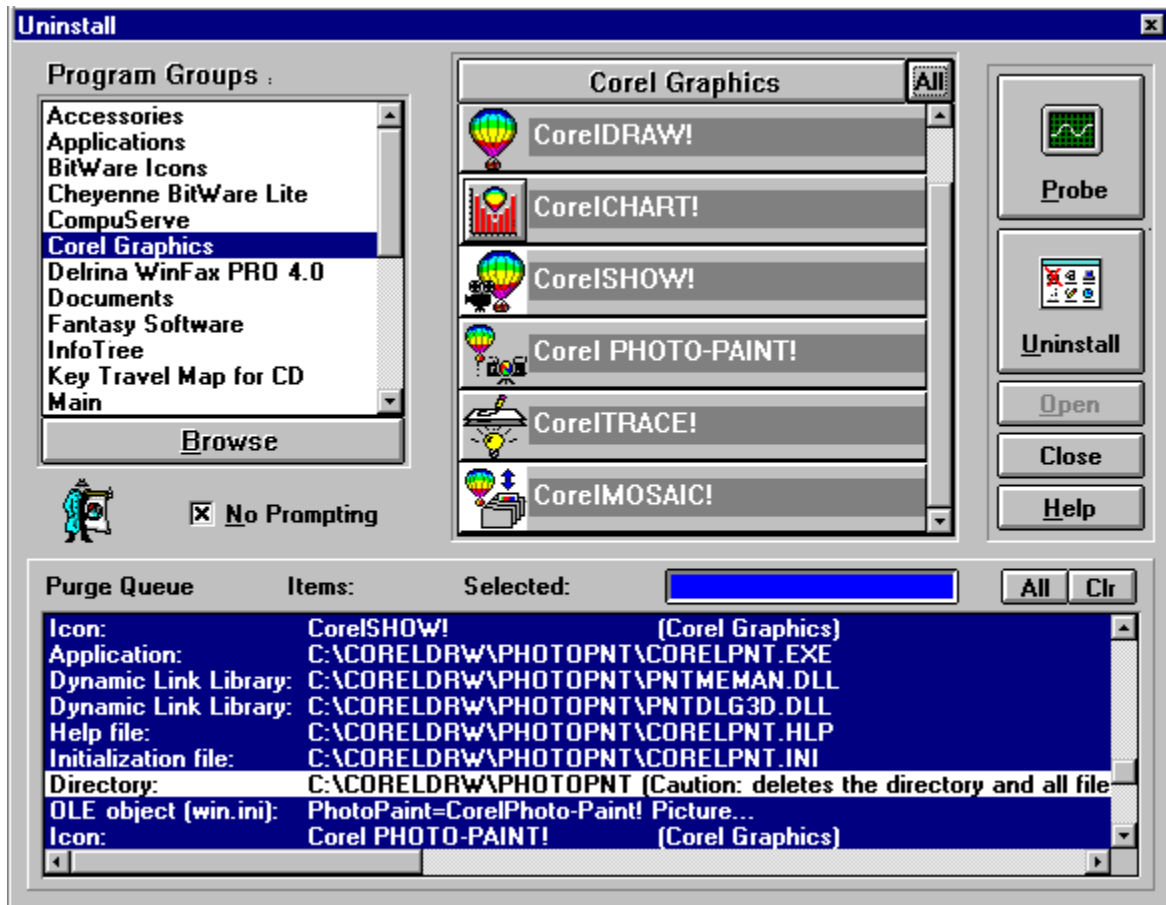 Uninstall
Program Groups :
Accessories
Applications
BitWare Icons
Cheyenne BitWare Lite
CompuServe
Corel Graphics
Delrina WinFax PRO 4.0
Documents
Fantasy Software
InfoTree
Key Travel Map for CD
Main
Browse
No Prompting
Corel Graphics All
CorelDRAW!
CorelCHART!
CorelSHOW!
Corel PHOTO-PAINT!
CorelTRACE!
CorelMOSAIC!
Probe
Uninstall
Open
Close
Help
Purge Queue Items: Selected: All Clr
Icon: CorelSHOW! (Corel Graphics)
Application: C:\CORELDRW\PHOTOPNT\CORELPNT.EXE
Dynamic Link Library: C:\CORELDRW\PHOTOPNT\PNTMEMAN.DLL
Dynamic Link Library: C:\CORELDRW\PHOTOPNT\PNTDLG3D.DLL
Help file: C:\CORELDRW\PHOTOPNT\CORELPNT.HLP
Initialization file: C:\CORELDRW\PHOTOPNT\CORELPNT.INI
Directory: C:\CORELDRW\PHOTOPNT (Caution: deletes the directory and all file
OLE object (win.ini): PhotoPaint=CorelPhoto-Paint! Picture...
Icon: Corel PHOTO-PAINT! (Corel Graphics)